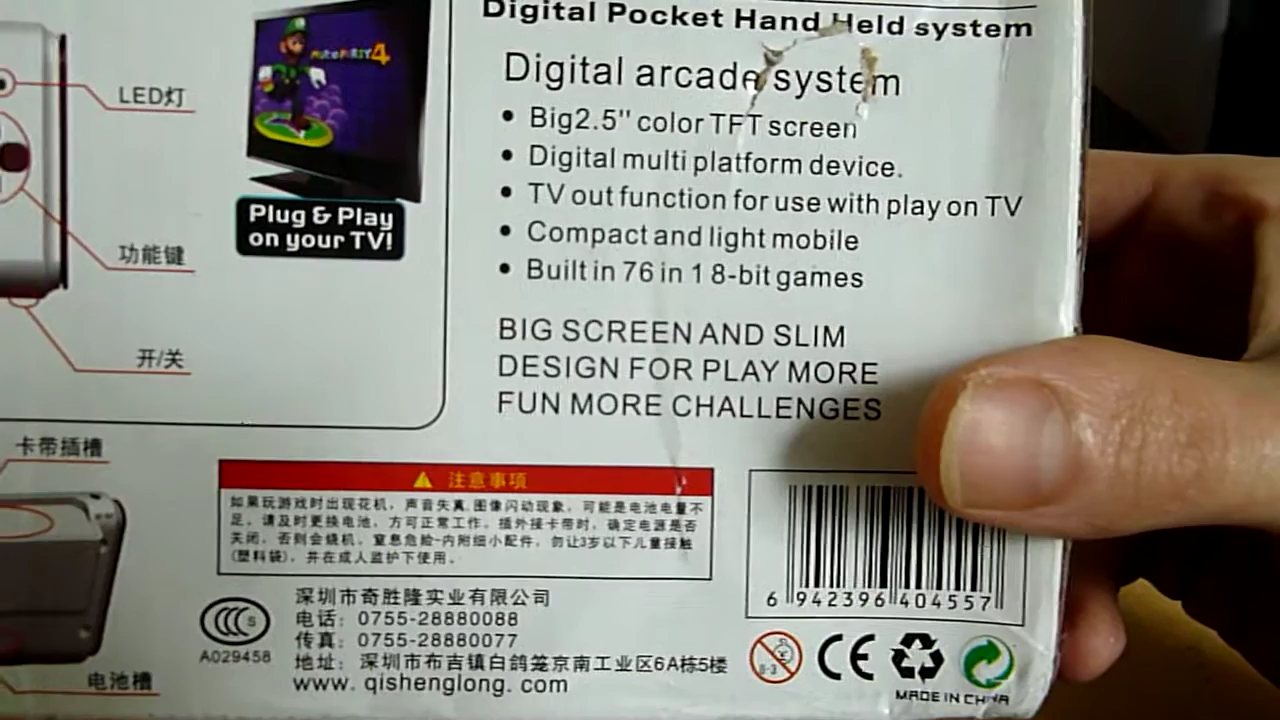 Digital Pocket Hand Held system
Digital arcade system
• Big2.5" color TFT screen
• Digital multi platform device.
• TV out function for use with play on TV
• Compact and light mobile
• Built in 76 in 1 8-bit games
BIG SCREEN AND SLIM
DESIGN FOR PLAY MORE
FUN MORE CHALLENGES
LED灯
功能键
开/关
MARIOPARTY4
Plug & Play
on your TV!
卡带插槽
电池槽
注意事项
如果玩游戏时出现花机，声音失真.图像闪动现象，可能是电池电量不
足，请及时更换电池，方可正常工作。插外接卡带时，确定电源是否
关闭，否则会烧机，窒息危险-内附细小配件，勿让3岁以下儿童接触
(塑料袋)，并在成人监护下使用。
S
A029458
深圳市奇胜隆实业有限公司
电话：0755-28880088
传真：0755-28880077
地址：深圳市布吉镇白鸽笼京南工业区6A栋5楼
www. qishenglong. com
6 942396 404557
0-3
CE
MADE IN CHINA